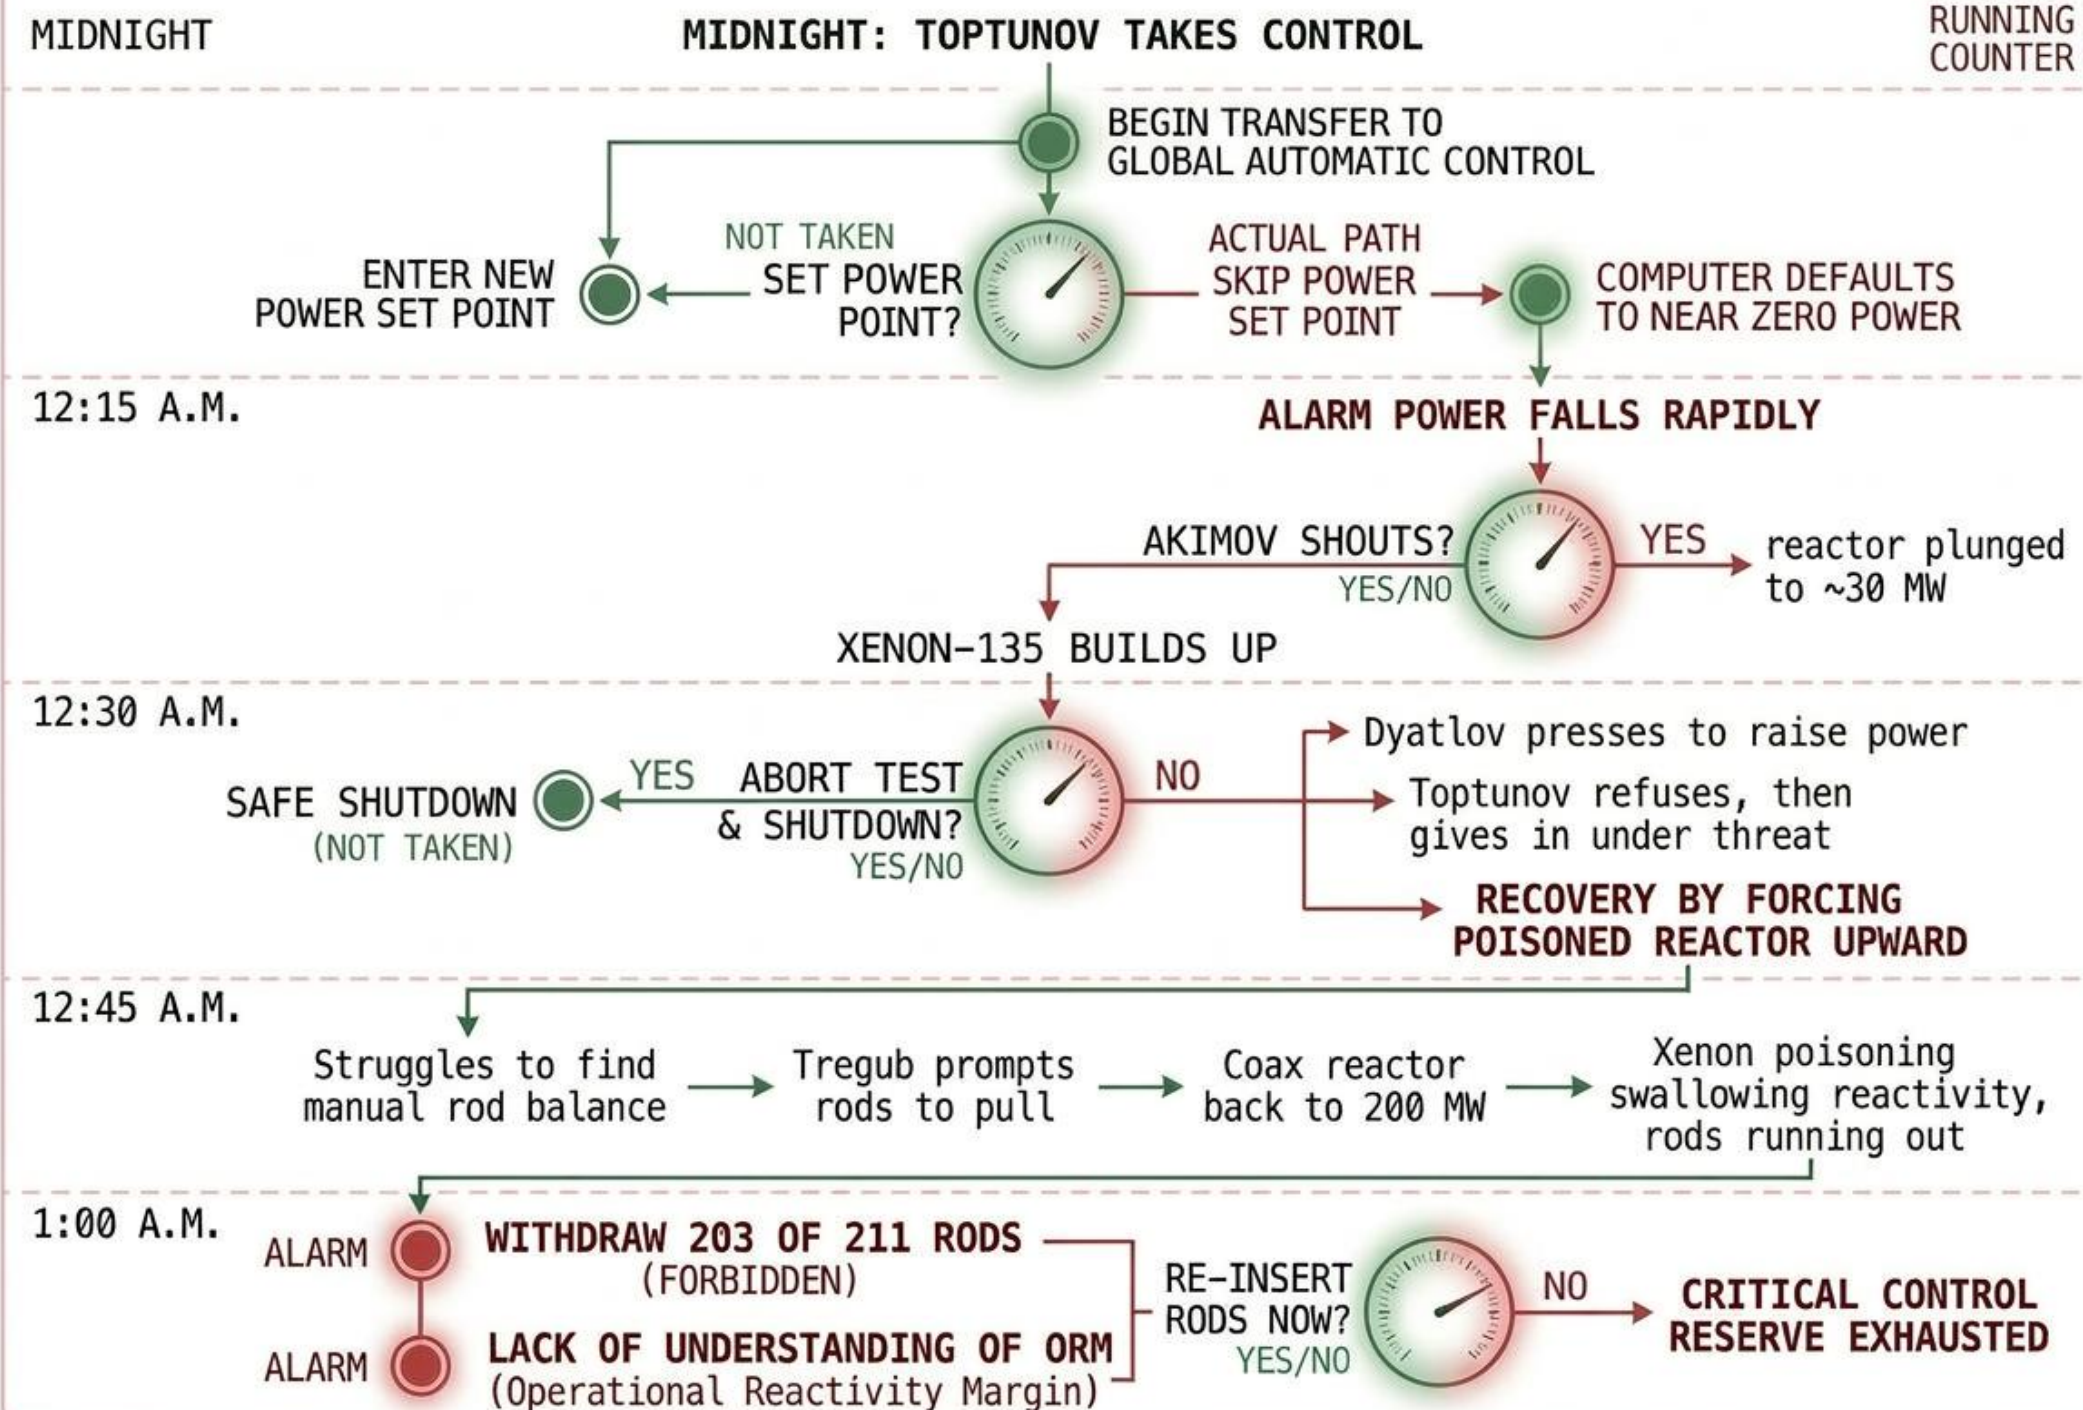 MIDNIGHT
MIDNIGHT: TOPTUNOV TAKES CONTROL
RUNNING
COUNTER
BEGIN TRANSFER TO
GLOBAL AUTOMATIC CONTROL
ENTER NEW
POWER SET POINT
NOT TAKEN
SET POWER
POINT?
ACTUAL PATH
SKIP POWER
SET POINT
COMPUTER DEFAULTS
TO NEAR ZERO POWER
12:15 A.M.
ALARM POWER FALLS RAPIDLY
AKIMOV SHOUTS?
YES/NO
YES
reactor plunged
to ~30 MW
XENON-135 BUILDS UP
12:30 A.M.
SAFE SHUTDOWN
(NOT TAKEN)
YES
ABORT TEST
& SHUTDOWN?
YES/NO
NO
Dyatlov presses to raise power
Toptunov refuses, then
gives in under threat
RECOVERY BY FORCING
POISONED REACTOR UPWARD
12:45 A.M.
Struggles to find
manual rod balance
Tregub prompts
rods to pull
Coax reactor
back to 200 MW
Xenon poisoning
swallowing reactivity,
rods running out
1:00 A.M.
ALARM
WITHDRAW 203 OF 211 RODS
(FORBIDDEN)
ALARM
LACK OF UNDERSTANDING OF ORM
(Operational Reactivity Margin)
RE-INSERT
RODS NOW?
YES/NO
NO
CRITICAL CONTROL
RESERVE EXHAUSTED